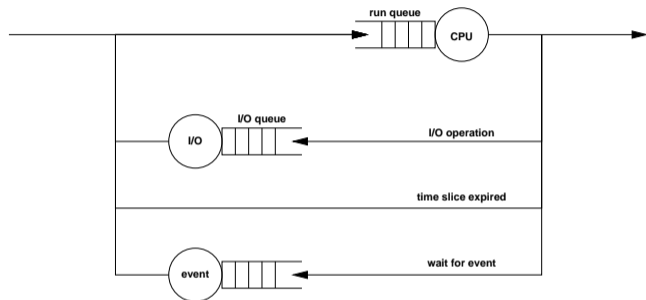 run queue
CPU
I/O queue
I/O
I/O operation
time slice expired
wait for event
event